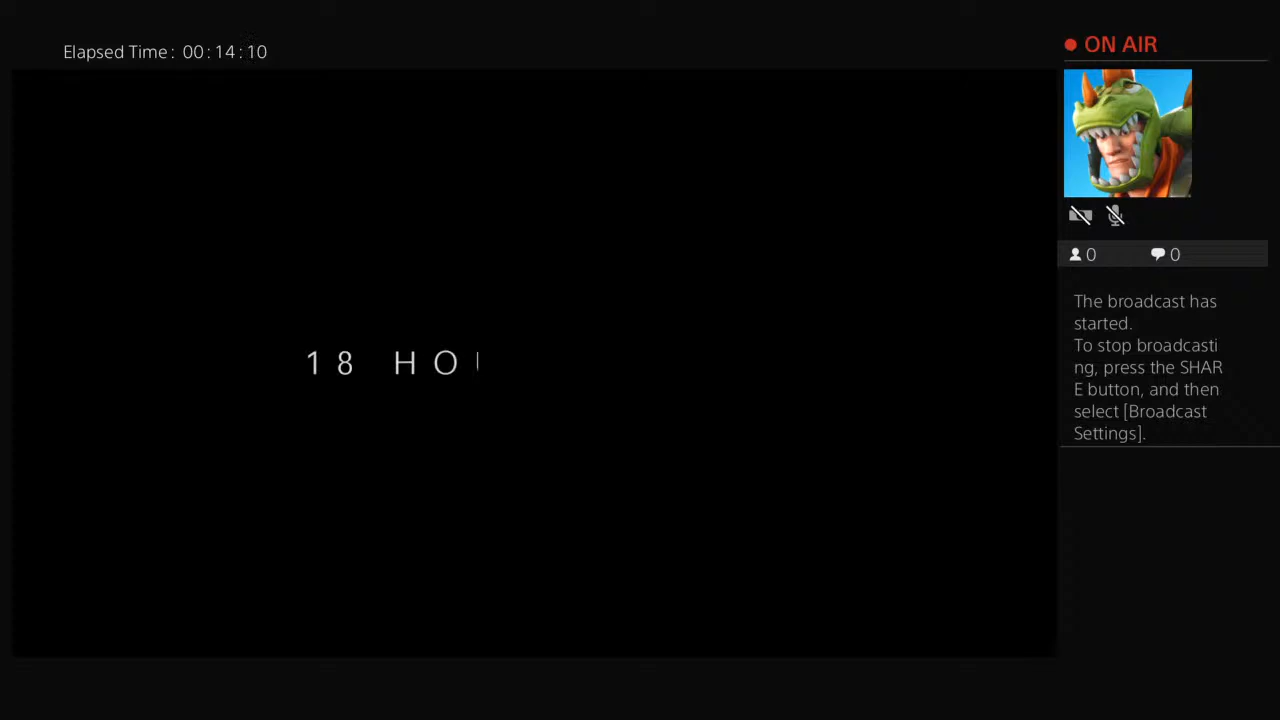 Elapsed Time: 00:14:10
ON AIR
18 HO
0 0
The broadcast has
started.
To stop broadcasti
ng, press the SHAR
E button, and then
select [Broadcast
Settings].